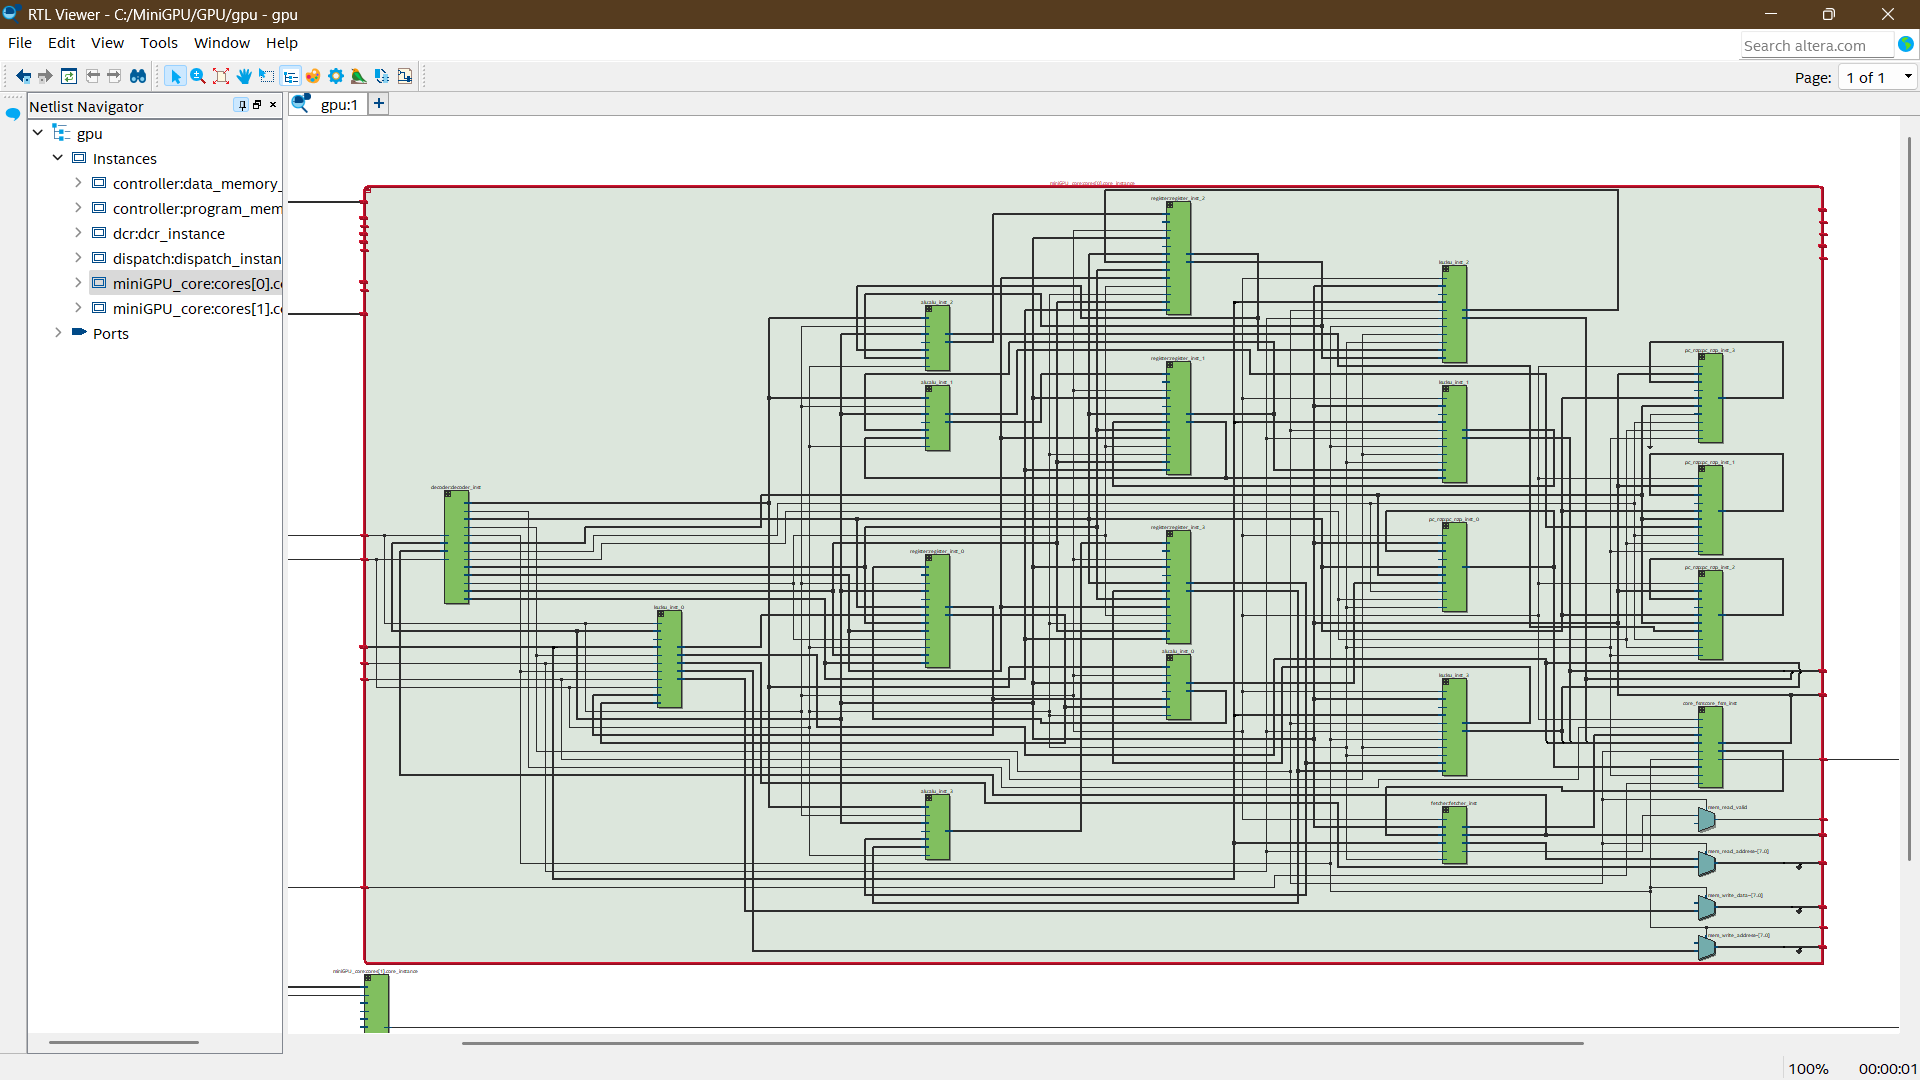 RTL Viewer - C:/MiniGPU/GPU/gpu - gpu
File Edit View Tools Window Help
Search altera.com
Page: 1 of 1
Netlist Navigator
gpu:1
gpu
Instances
controller:data_memory_
controller:program_mem
dcr:dcr_instance
dispatch:dispatch_instan
miniGPU_core:cores[0].c
miniGPU_core:cores[1].c
Ports
miniGPU_core:cores[0].core_instance
register:register_inst_2
lsu:lsu_inst_2
alu:alu_inst_2
pc_nzp:pc_nzp_inst_3
register:register_inst_1
alu:alu_inst_1
lsu:lsu_inst_1
pc_nzp:pc_nzp_inst_1
decoder:decoder_inst
pc_nzp:pc_nzp_inst_0
register:register_inst_3
register:register_inst_0
pc_nzp:pc_nzp_inst_2
lsu:lsu_inst_0
alu:alu_inst_0
lsu:lsu_inst_3
core_fsm:core_fsm_inst
alu:alu_inst_3
fetcher:fetcher_inst
mem_read_valid
mem_read_address~[7..0]
mem_write_data~[7..0]
mem_write_address~[7..0]
miniGPU_core:cores[1].core_instance
100% 00:00:01